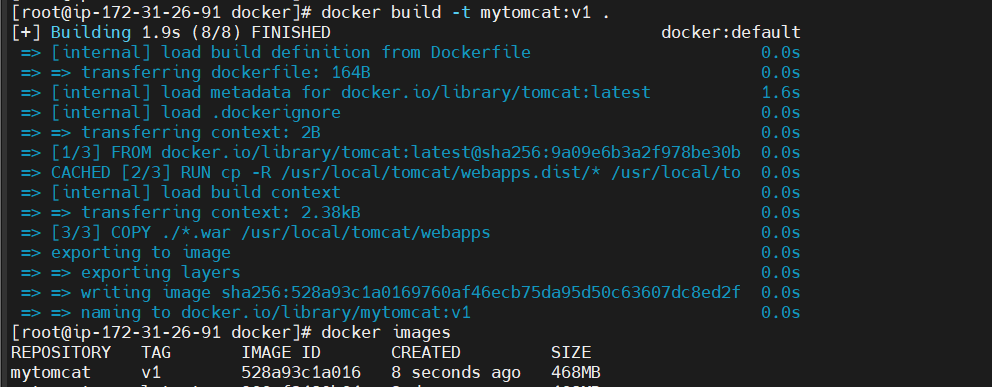 [root@ip-172-31-26-91 docker]# docker build -t mytomcat:v1 .
[+] Building 1.9s (8/8) FINISHED docker:default
=> [internal] load build definition from Dockerfile 0.0s
=> => transferring dockerfile: 164B 0.0s
=> [internal] load metadata for docker.io/library/tomcat:latest 1.6s
=> [internal] load .dockerignore 0.0s
=> => transferring context: 2B 0.0s
=> [1/3] FROM docker.io/library/tomcat:latest@sha256:9a09e6b3a2f978be30b 0.0s
=> CACHED [2/3] RUN cp -R /usr/local/tomcat/webapps.dist/* /usr/local/to 0.0s
=> [internal] load build context 0.0s
=> => transferring context: 2.38kB 0.0s
=> [3/3] COPY ./*.war /usr/local/tomcat/webapps 0.0s
=> exporting to image 0.0s
=> => exporting layers 0.0s
=> => writing image sha256:528a93c1a0169760af46ecb75da95d50c63607dc8ed2f 0.0s
=> => naming to docker.io/library/mytomcat:v1 0.0s
[root@ip-172-31-26-91 docker]# docker images
REPOSITORY TAG IMAGE ID CREATED SIZE
mytomcat v1 528a93c1a016 8 seconds ago 468MB